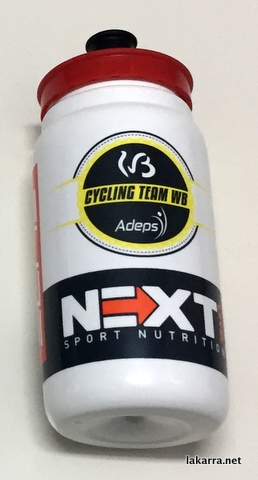 WB
CYCLING TEAM WB
Adeps
NEXT
SPORT NUTRITION
lakarra.net